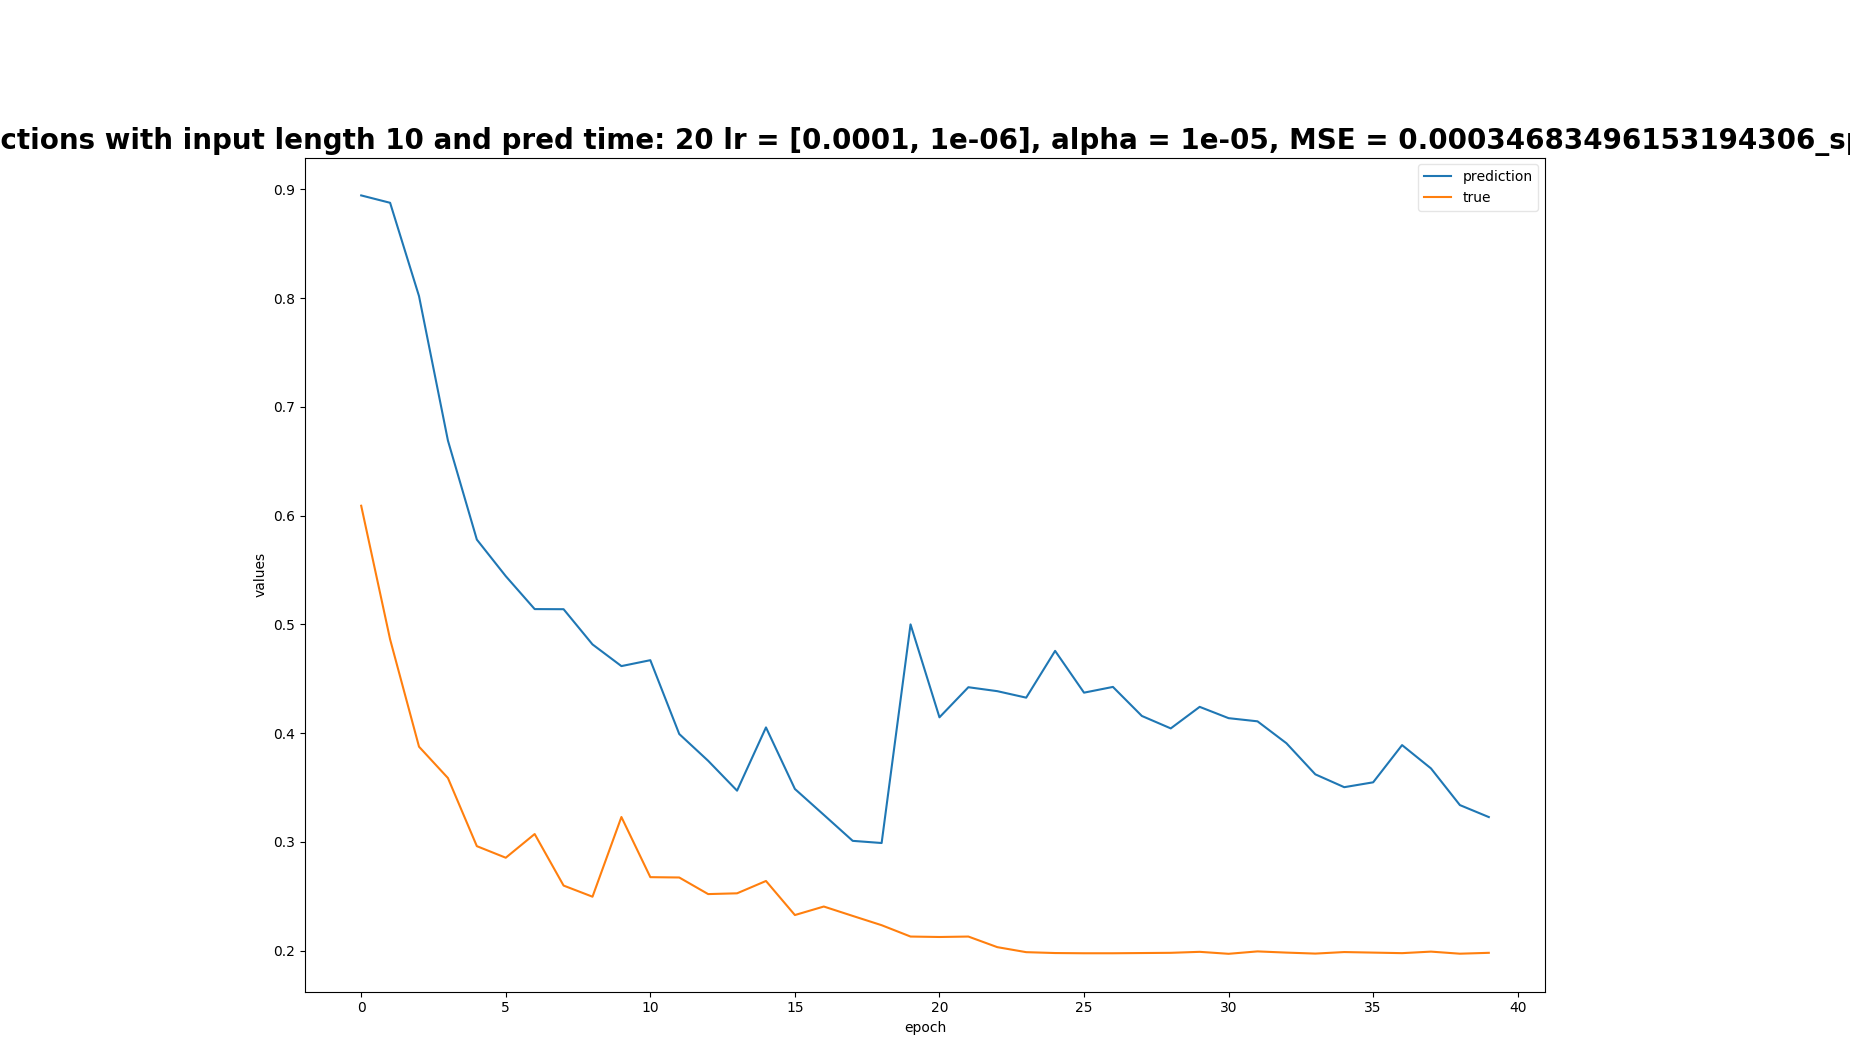 ctions with input length 10 and pred time: 20 lr = [0.0001, 1e-06], alpha = 1e-05, MSE = 0.00034683496153194306_sp
prediction
true
0.9
0.8
0.7
0.6
0.5
0.4
0.3
0.2
values
0 5 10 15 20 25 30 35 40
epoch